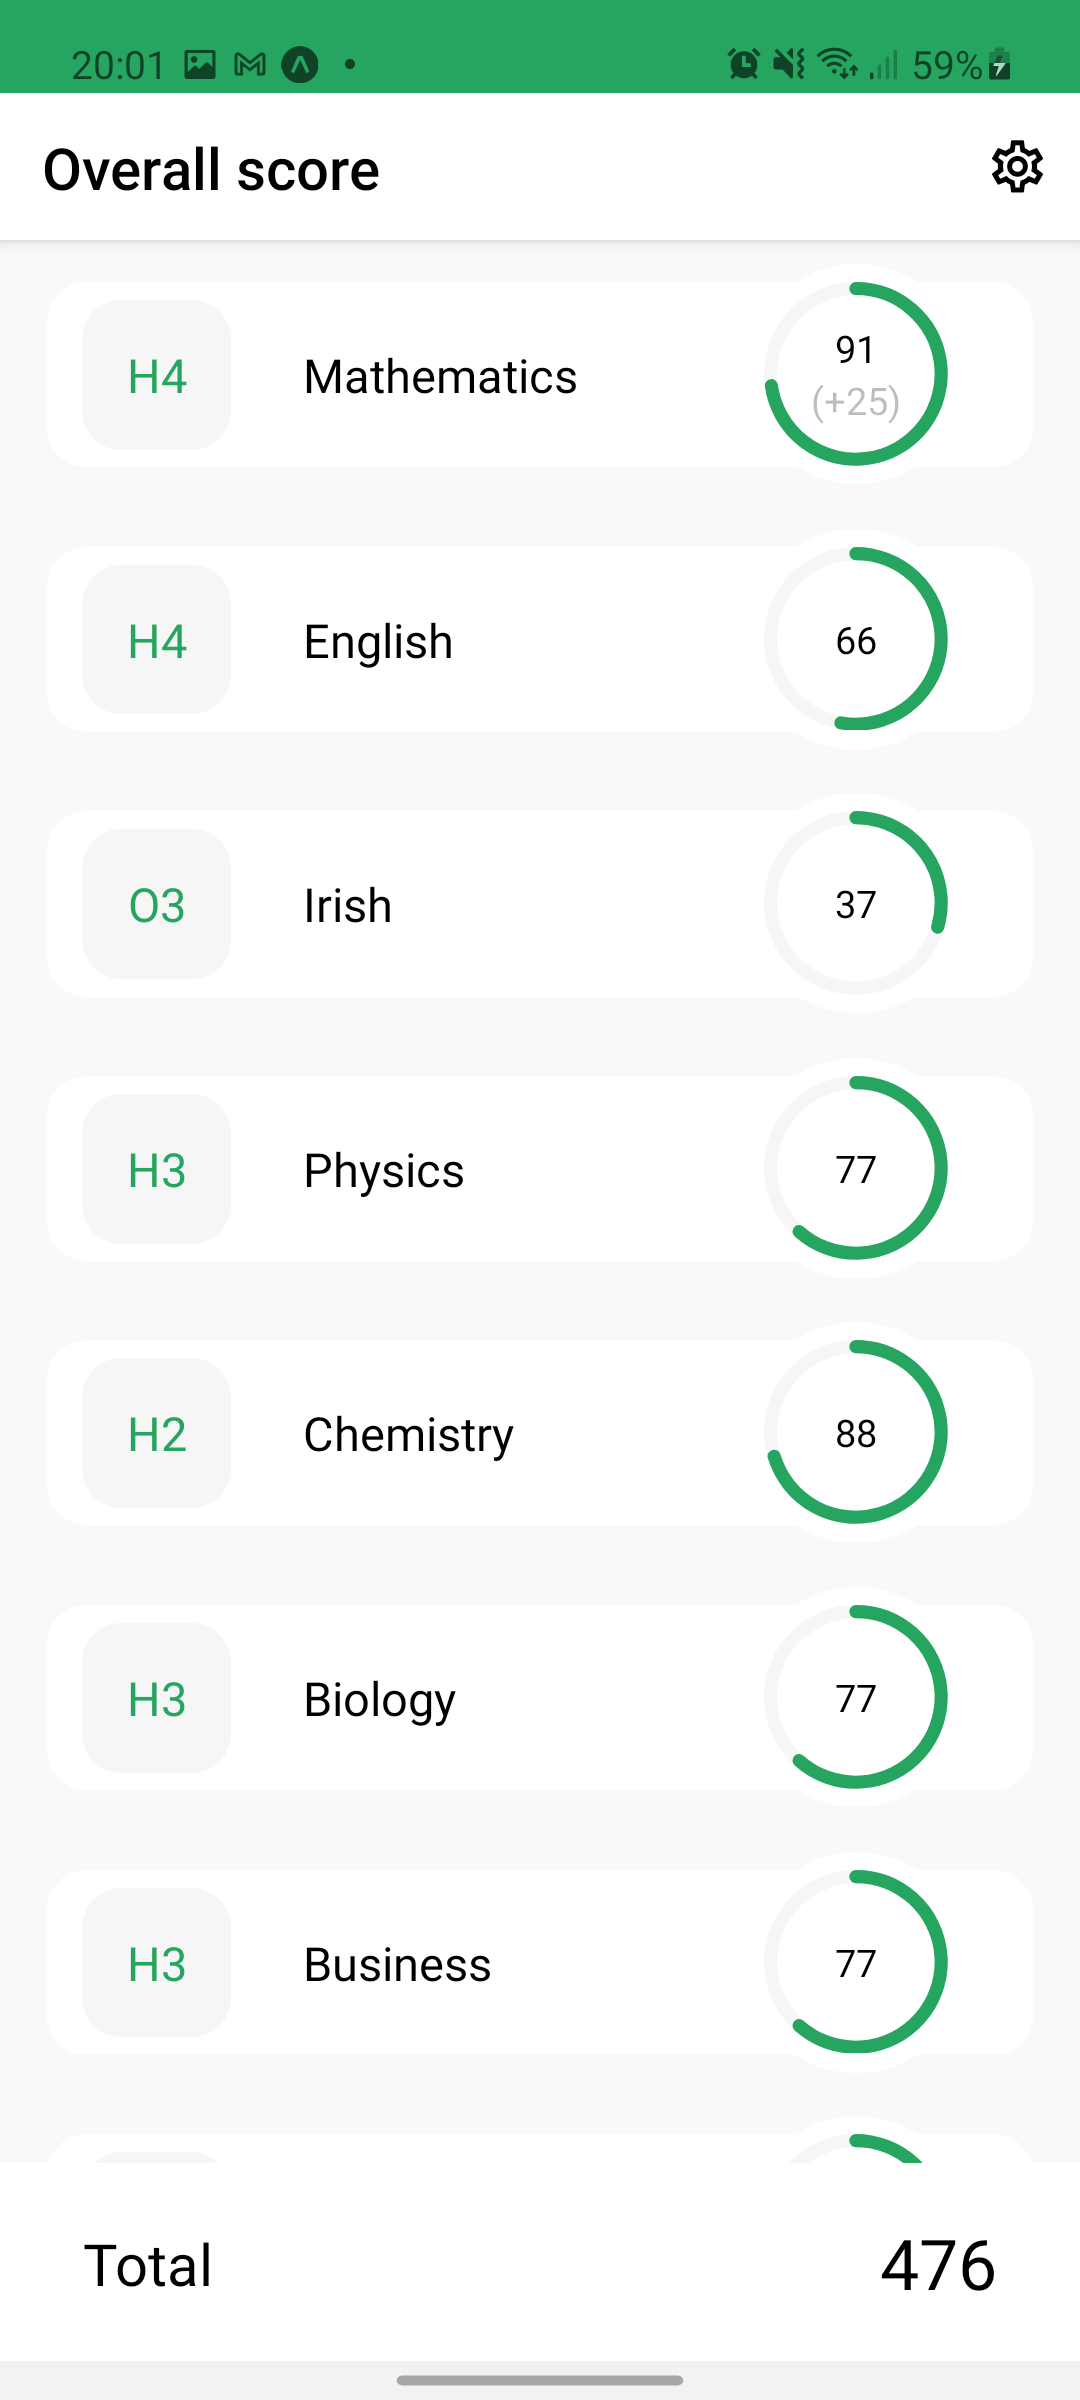 20:01 59%
Overall score
H4 Mathematics 91
(+25)
H4 English 66
O3 Irish 37
H3 Physics 77
H2 Chemistry 88
H3 Biology 77
H3 Business 77
Total 476